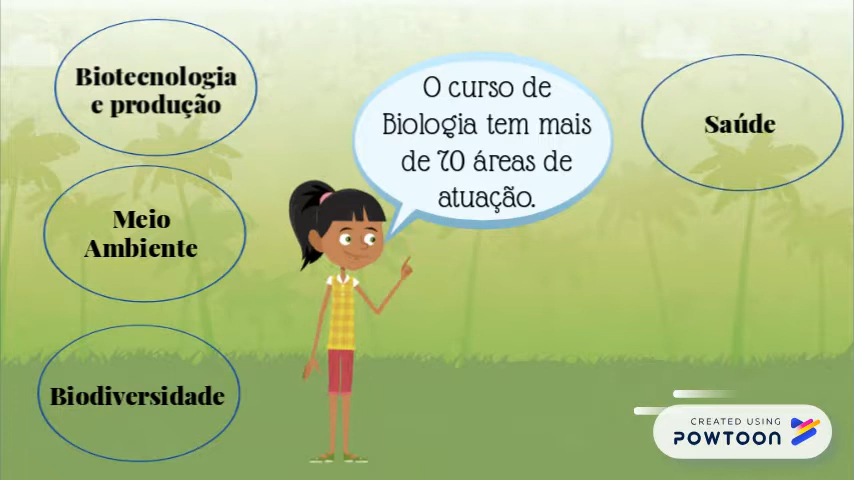 Biotecnologia
e produção
O curso de
Biologia tem mais
de 70 áreas de
atuação.
Saúde
Meio
Ambiente
Biodiversidade
CREATED USING
POWTOON